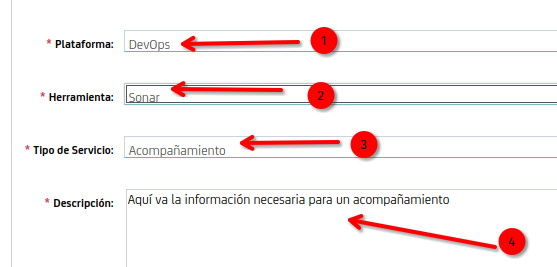 * Plataforma: DevOps 1
* Herramienta: Sonar 2
* Tipo de Servicio: Acompañamiento 3
* Descripción: Aquí va la información necesaria para un acompañamiento
4